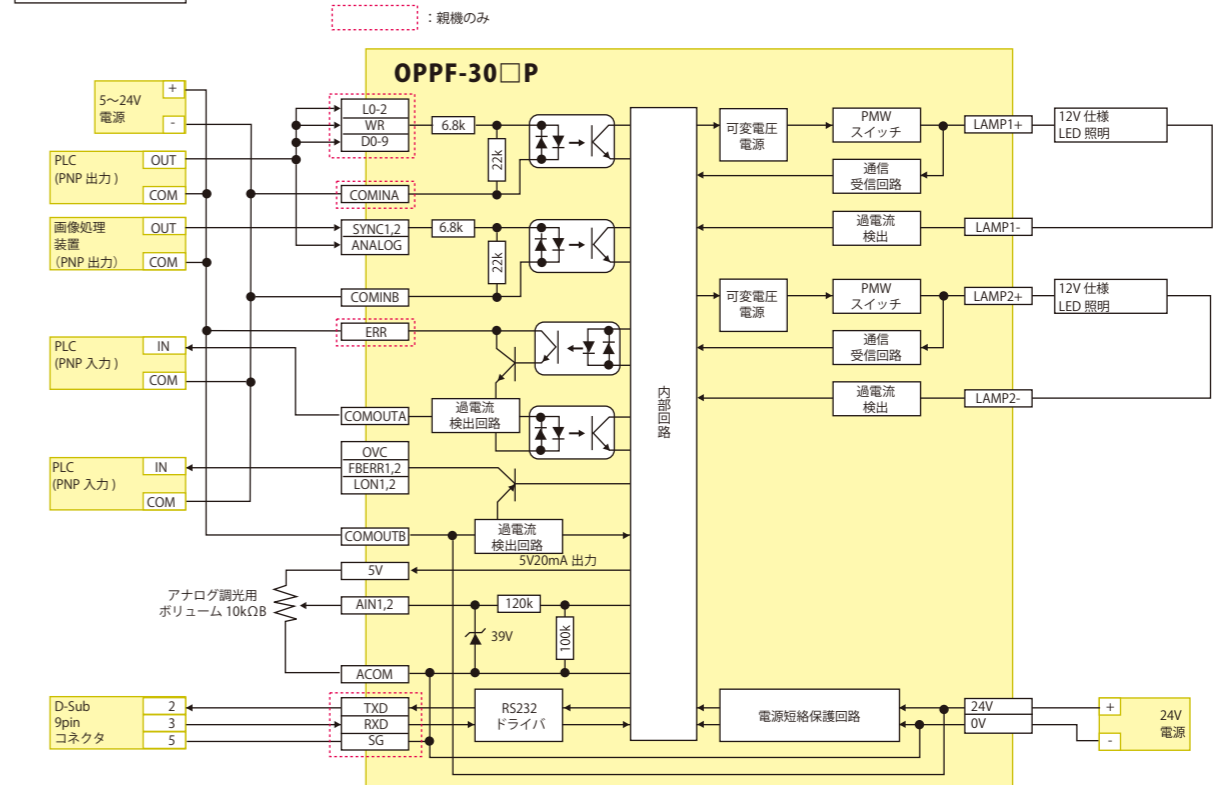 ：親機のみ
OPPF-30□P
5～24V
電源
+
-
PLC
(PNP 出力 )
OUT
COM
画像処理
装置
（PNP 出力）
OUT
COM
PLC
(PNP 入力 )
IN
COM
PLC
(PNP 入力 )
IN
COM
アナログ調光用
ボリューム 10kΩB
D-Sub
9pin
コネクタ
2
3
5
L0-2
WR
D0-9
COMINA
SYNC1,2
ANALOG
COMINB
ERR
COMOUTA
OVC
FBERR1,2
LON1,2
COMOUTB
5V
AIN1,2
ACOM
TXD
RXD
SG
6.8k
22k
6.8k
22k
過電流
検出回路
過電流
検出回路
5V20mA 出力
120k
39V
100k
RS232
ドライバ
内部回路
可変電圧
電源
PMW
スイッチ
通信
受信回路
過電流
検出
LAMP1+
LAMP1-
12V 仕様
LED 照明
可変電圧
電源
PMW
スイッチ
通信
受信回路
過電流
検出
LAMP2+
LAMP2-
12V 仕様
LED 照明
電源短絡保護回路
24V
0V
+
-
24V
電源